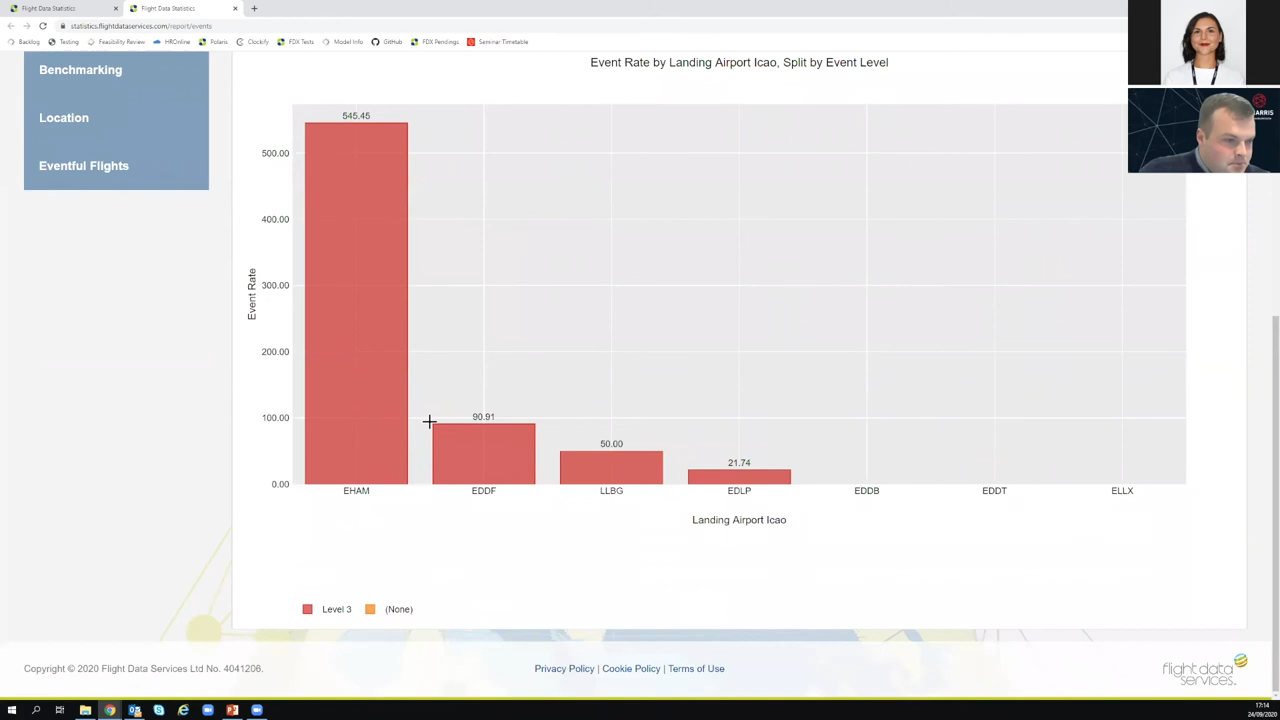 Flight Data Statistics
Flight Data Statistics
statistics.flightdataservices.com/report/events
Backlog Testing Feasibility Review HROnline Polaris Clockify FDX Tests Model Info GitHub FDX Pendings Seminar Timetable
Benchmarking
Location
Eventful Flights
Event Rate by Landing Airport Icao, Split by Event Level
545.45
500.00
400.00
300.00
200.00
100.00
0.00
Event Rate
90.91
50.00
21.74
EHAM EDDF LLBG EDLP EDDB EDDT ELLX
Landing Airport Icao
Level 3 (None)
Copyright © 2020 Flight Data Services Ltd No. 4041206.
Privacy Policy | Cookie Policy | Terms of Use
flight data
services.
17:14
24/09/2020